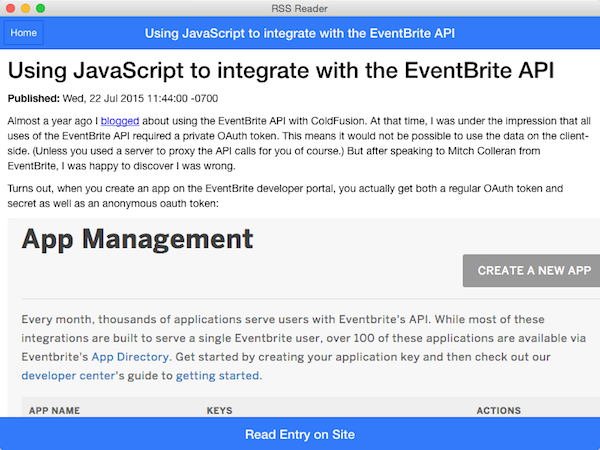 RSS Reader
Home
Using JavaScript to integrate with the EventBrite API
Using JavaScript to integrate with the EventBrite API
Published: Wed, 22 Jul 2015 11:44:00 -0700
Almost a year ago I blogged about using the EventBrite API with ColdFusion. At that time, I was under the impression that all
uses of the EventBrite API required a private OAuth token. This means it would not be possible to use the data on the client-
side. (Unless you used a server to proxy the API calls for you of course.) But after speaking to Mitch Colleran from
EventBrite, I was happy to discover I was wrong.
Turns out, when you create an app on the EventBrite developer portal, you actually get both a regular OAuth token and
secret as well as an anonymous oauth token:
App Management
CREATE A NEW APP
Every month, thousands of applications serve users with Eventbrite's API. While most of these
integrations are built to serve a single Eventbrite user, over 100 of these applications are available via
Eventbrite's App Directory. Get started by creating your application key and then check out our
developer center's guide to getting started.
APP NAME KEYS ACTIONS
Read Entry on Site